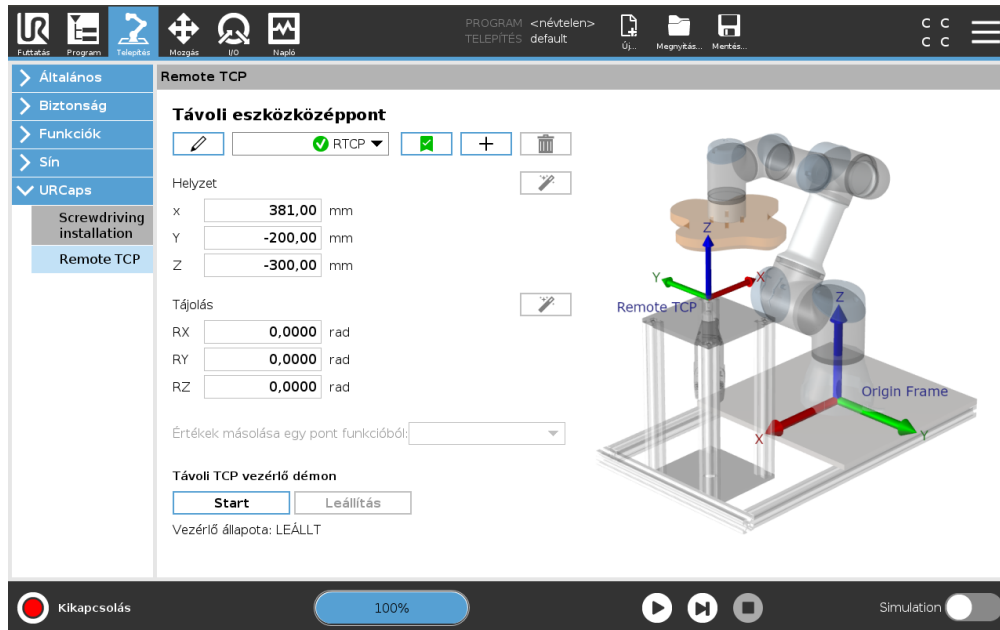 UR
Futtatás
Program
Telepítés
Mozgás
I/O
Napló
PROGRAM <névtelen>
TELEPÍTÉS default
Új...
Megnyitás...
Mentés...
C C
C C
Általános
Biztonság
Funkciók
Sín
URCaps
Screwdriving
installation
Remote TCP
Remote TCP
Távoli eszközközéppont
RTCP
Helyzet
X 381,00 mm
Y -200,00 mm
Z -300,00 mm
Tájolás
RX 0,0000 rad
RY 0,0000 rad
RZ 0,0000 rad
Értékek másolása egy pont funkcióból:
Távoli TCP vezérlő démon
Start Leállítás
Vezérlő állapota: LEÁLLT
Z
Y
X
Remote TCP
Z
Origin Frame
X
Y
Kikapcsolás
100%
Simulation